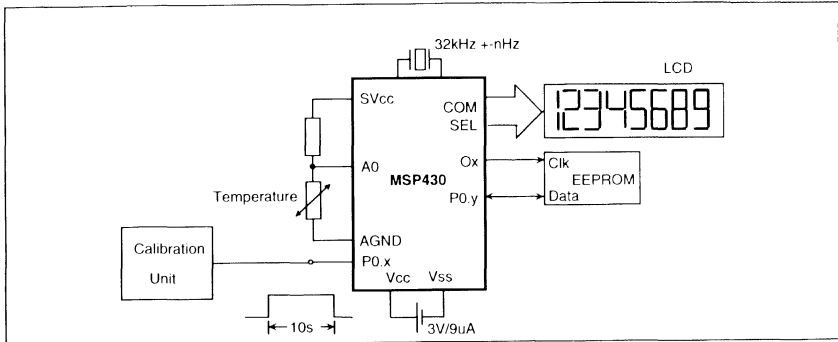 32kHz +-nHz
LCD
SVcc
COM
SEL
12345689
A0
MSP430
Ox
Clk
EEPROM
Temperature
P0.y
Data
AGND
Calibration
Unit
P0.x
Vcc
Vss
10s
3V/9uA